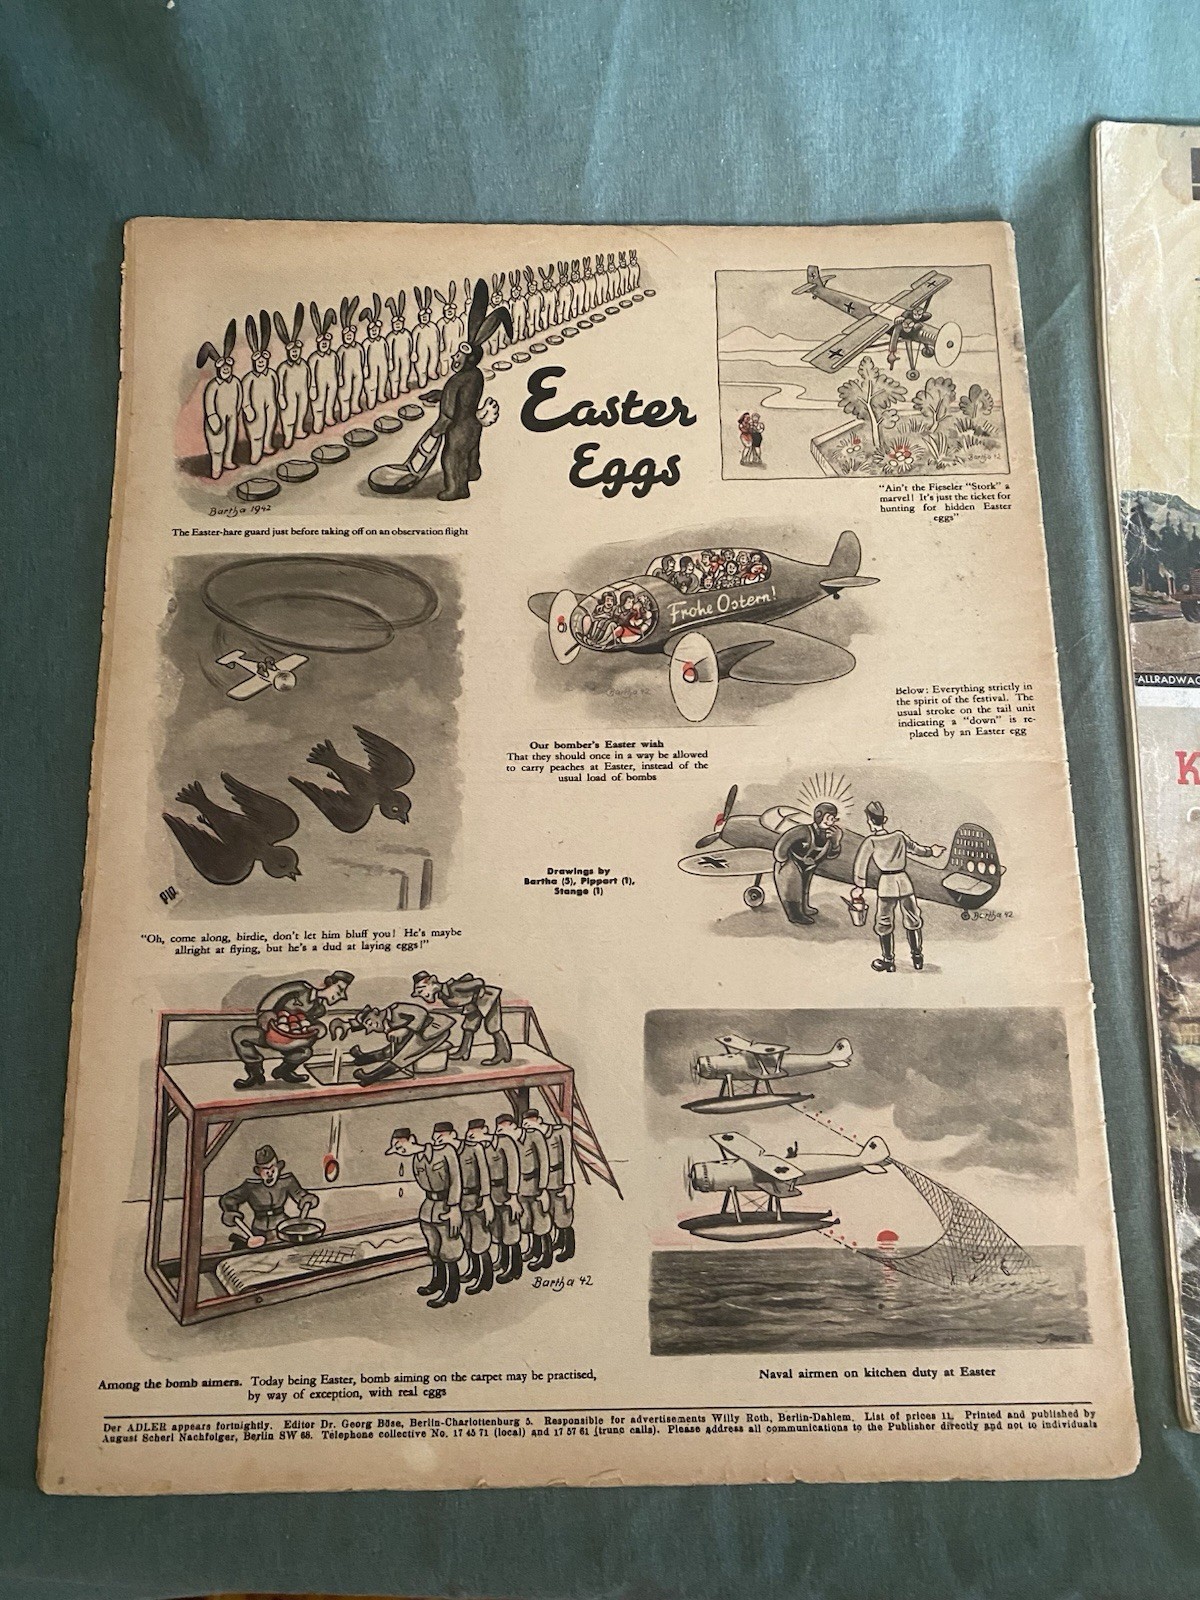 Easter
Eggs
Bartha 1942
The Easter-hare guard just before taking off on an observation flight
Bartha 42
"Ain't the Fieseler "Stork" a
marvel! It's just the ticket for
hunting for hidden Easter
eggs"
Frohe Ostern!
Bartha 42
Our bomber's Easter wish
That they should once in a way be allowed
to carry peaches at Easter, instead of the
usual load of bombs
Below: Everything strictly in
the spirit of the festival. The
usual stroke on the tail unit
indicating a "down" is re-
placed by an Easter egg
PIP.
"Oh, come along, birdie, don't let him bluff you! He's maybe
allright at flying, but he's a dud at laying eggs!"
Drawings by
Bartha (5), Pippart (1),
Stange (1)
Bartha 42
Bartha '42
Among the bomb aimers. Today being Easter, bomb aiming on the carpet may be practised,
by way of exception, with real eggs
Naval airmen on kitchen duty at Easter
Der ADLER appears fortnightly. Editor Dr. Georg Böse, Berlin-Charlottenburg 5. Responsible for advertisements Willy Roth, Berlin-Dahlem. List of prices 11. Printed and published by
August Scherl Nachfolger, Berlin SW 68. Telephone collective No. 17 45 71 (local) and 17 57 61 (trunc calls). Please address all communications to the Publisher directly and not to individuals
ALLRADWAG
K